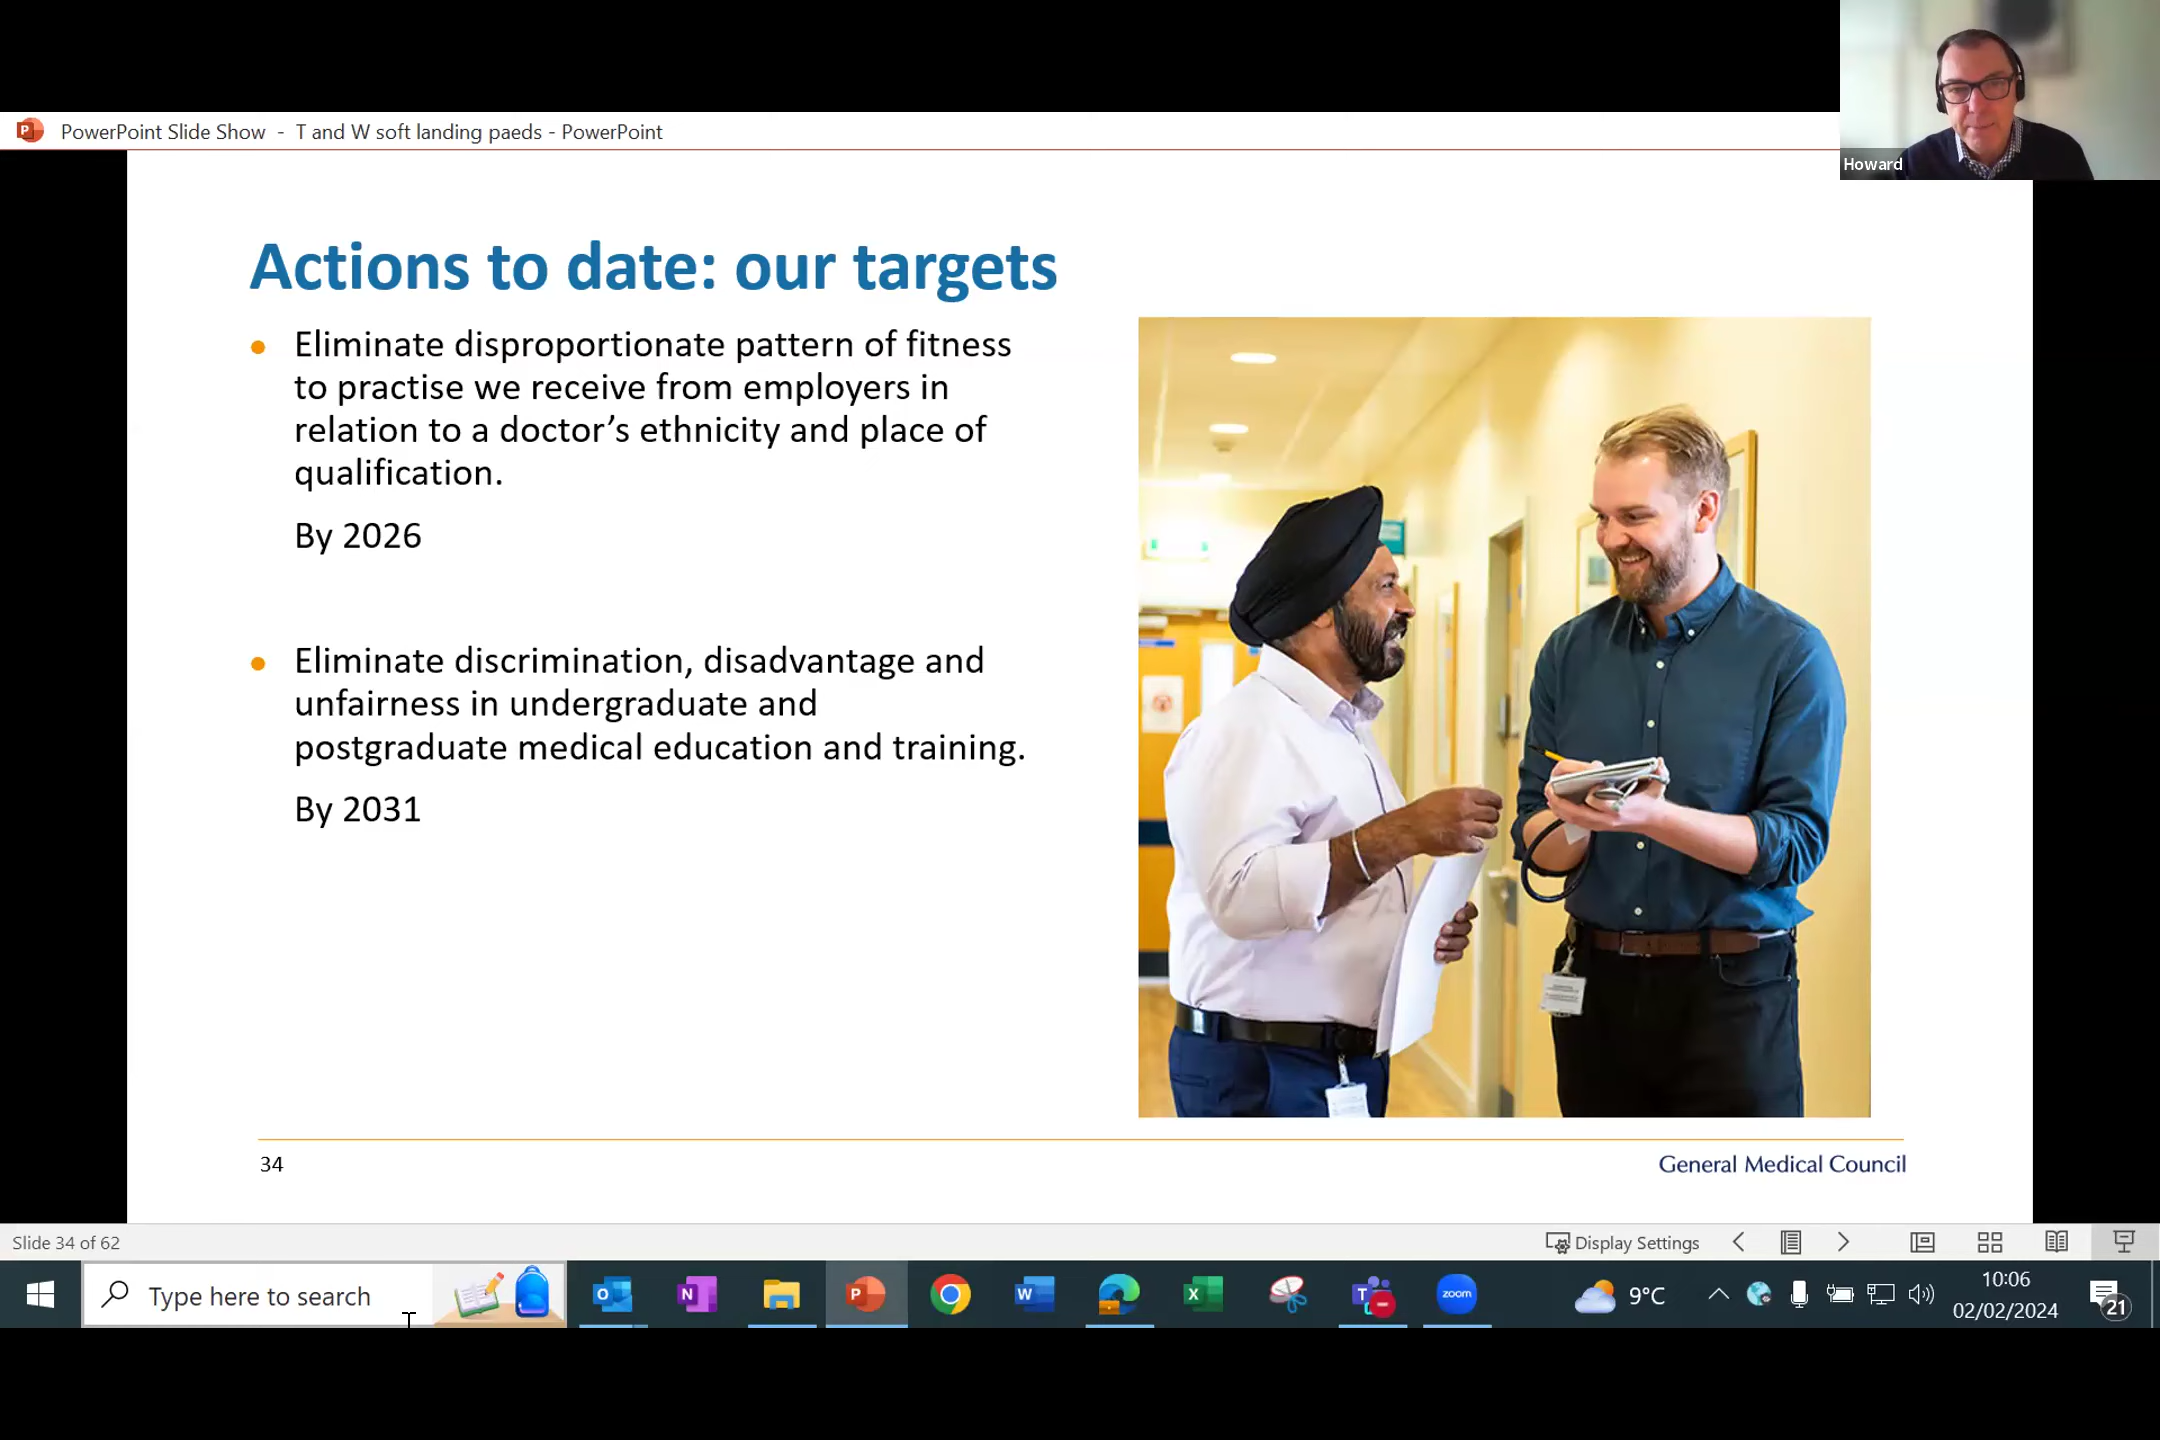 Howard
PowerPoint Slide Show - T and W soft landing paeds - PowerPoint
Actions to date: our targets
Eliminate disproportionate pattern of fitness
to practise we receive from employers in
relation to a doctor’s ethnicity and place of
qualification.
By 2026
Eliminate discrimination, disadvantage and
unfairness in undergraduate and
postgraduate medical education and training.
By 2031
34
General Medical Council
Slide 34 of 62
Display Settings
Type here to search
zoom
9°C
10:06
02/02/2024
21